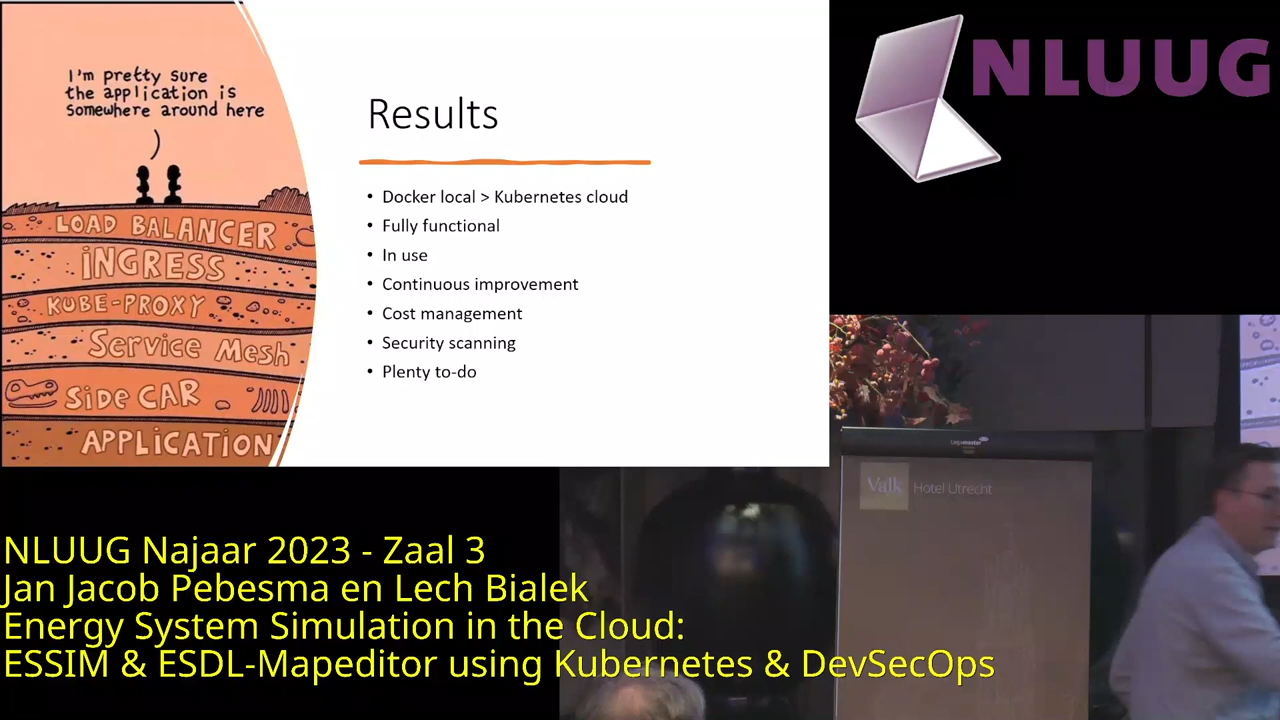 I'm pretty sure
the application is
somewhere around here
LOAD BALANCER
iNGRESS
KUBE-PROXY
Service Mesh
Side CAR
APPLiCATiON
Results
• Docker local > Kubernetes cloud
• Fully functional
• In use
• Continuous improvement
• Cost management
• Security scanning
• Plenty to-do
NLUUG
Legamaster
Valk
Hotel Utrecht
NLUUG Najaar 2023 - Zaal 3
Jan Jacob Pebesma en Lech Bialek
Energy System Simulation in the Cloud:
ESSIM & ESDL-Mapeditor using Kubernetes & DevSecOps